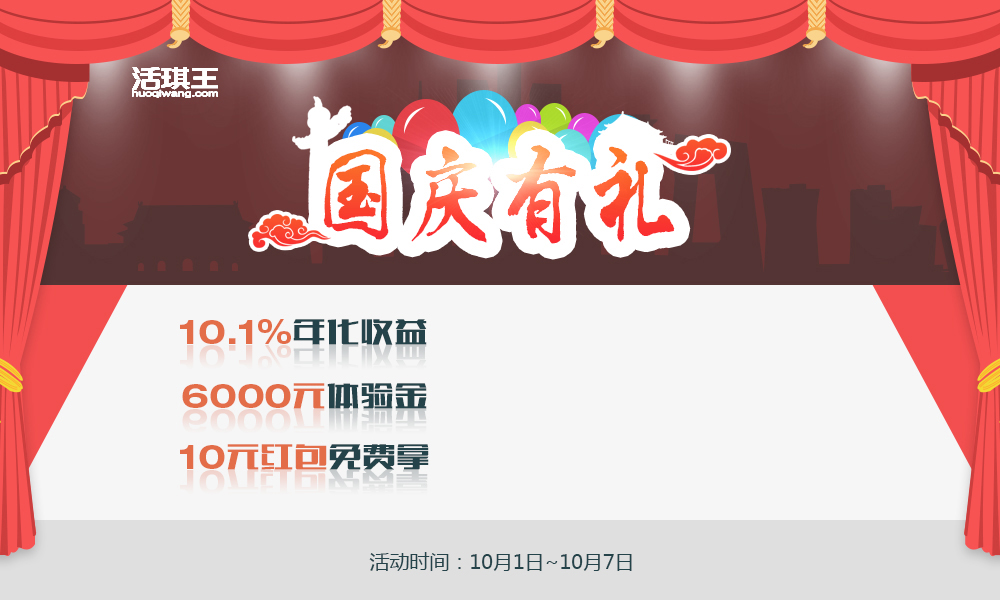 活琪王
huoqiwang.com
国庆有礼
10.1%年化收益
6000元体验金
10元红包免费拿
活动时间：10月1日~10月7日